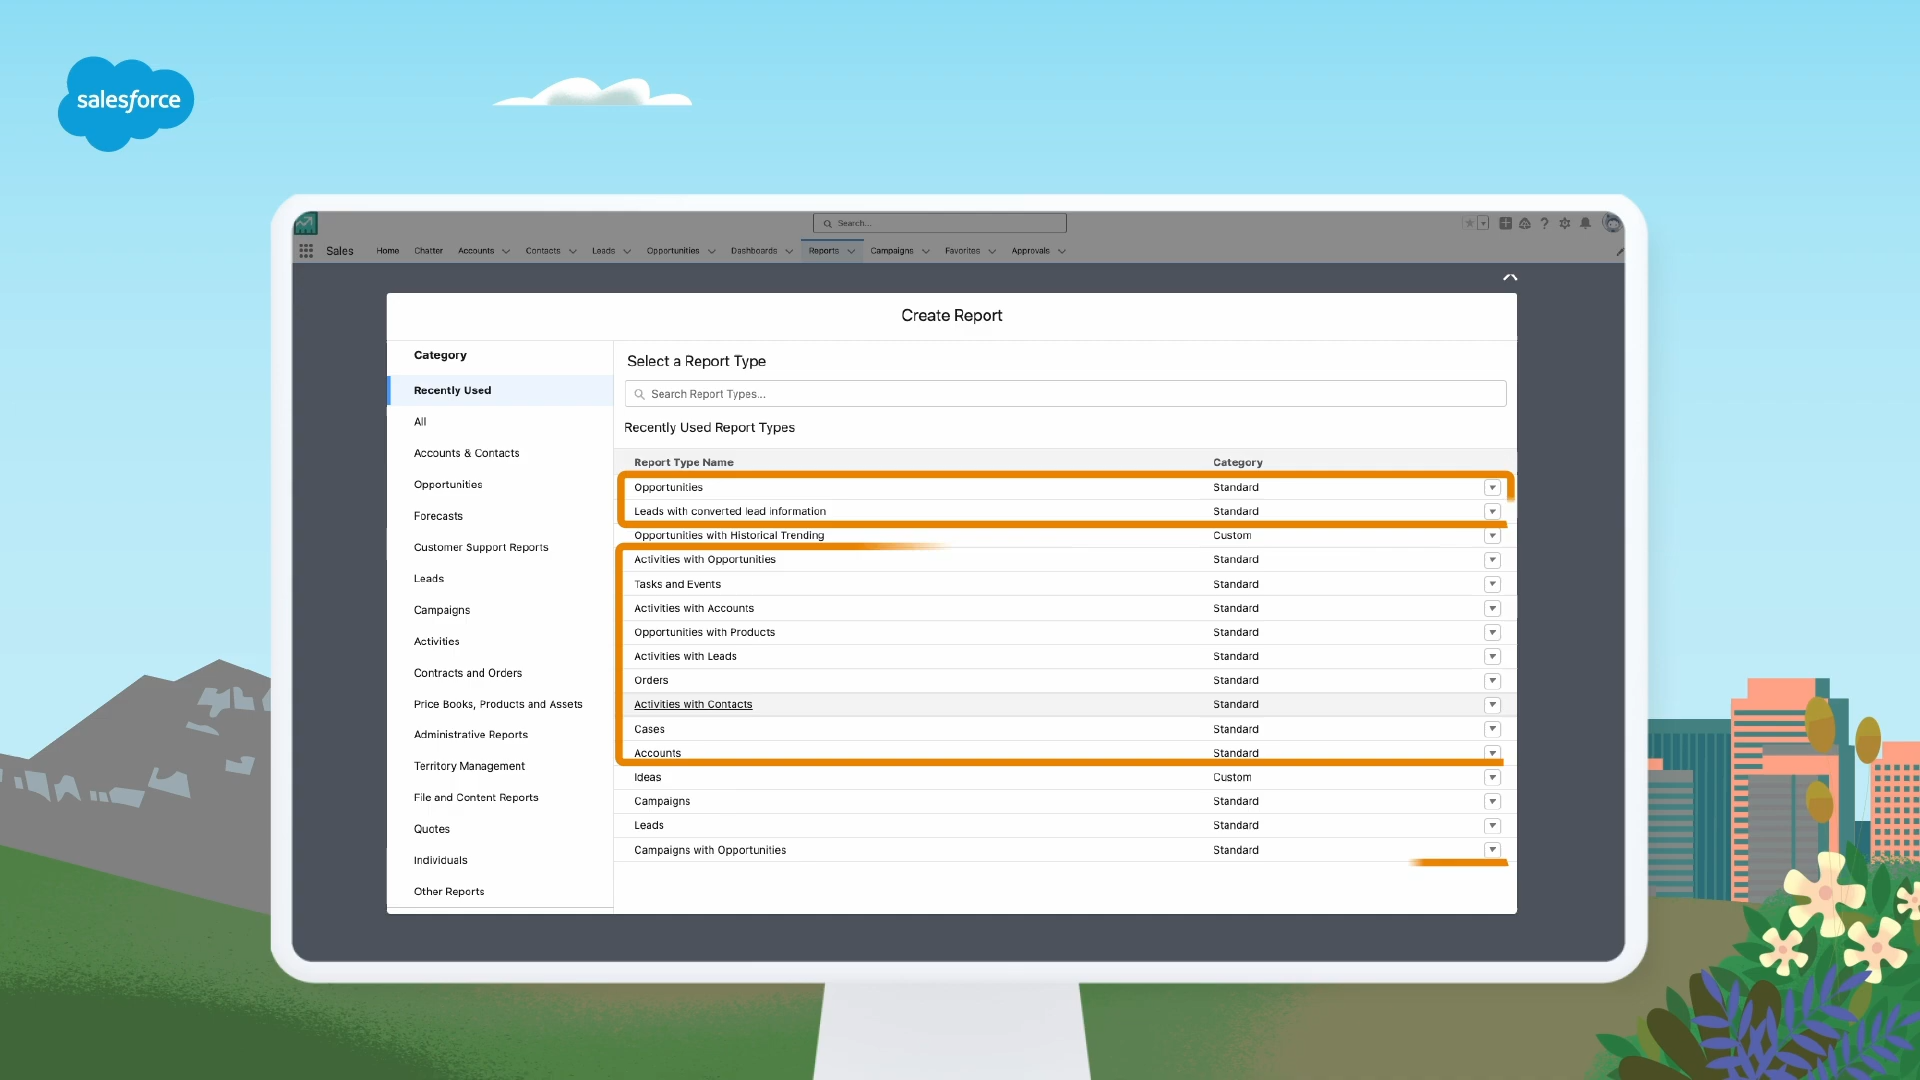 salesforce
Search...
Sales Home Chatter Accounts Contacts Leads Opportunities Dashboards Reports Campaigns Favorites Approvals
Create Report
Category
Recently Used
All
Accounts & Contacts
Opportunities
Forecasts
Customer Support Reports
Leads
Campaigns
Activities
Contracts and Orders
Price Books, Products and Assets
Administrative Reports
Territory Management
File and Content Reports
Quotes
Individuals
Other Reports
Select a Report Type
Search Report Types...
Recently Used Report Types
Report Type Name Category
Opportunities Standard
Leads with converted lead information Standard
Opportunities with Historical Trending Custom
Activities with Opportunities Standard
Tasks and Events Standard
Activities with Accounts Standard
Opportunities with Products Standard
Activities with Leads Standard
Orders Standard
Activities with Contacts Standard
Cases Standard
Accounts Standard
Ideas Custom
Campaigns Standard
Leads Standard
Campaigns with Opportunities Standard